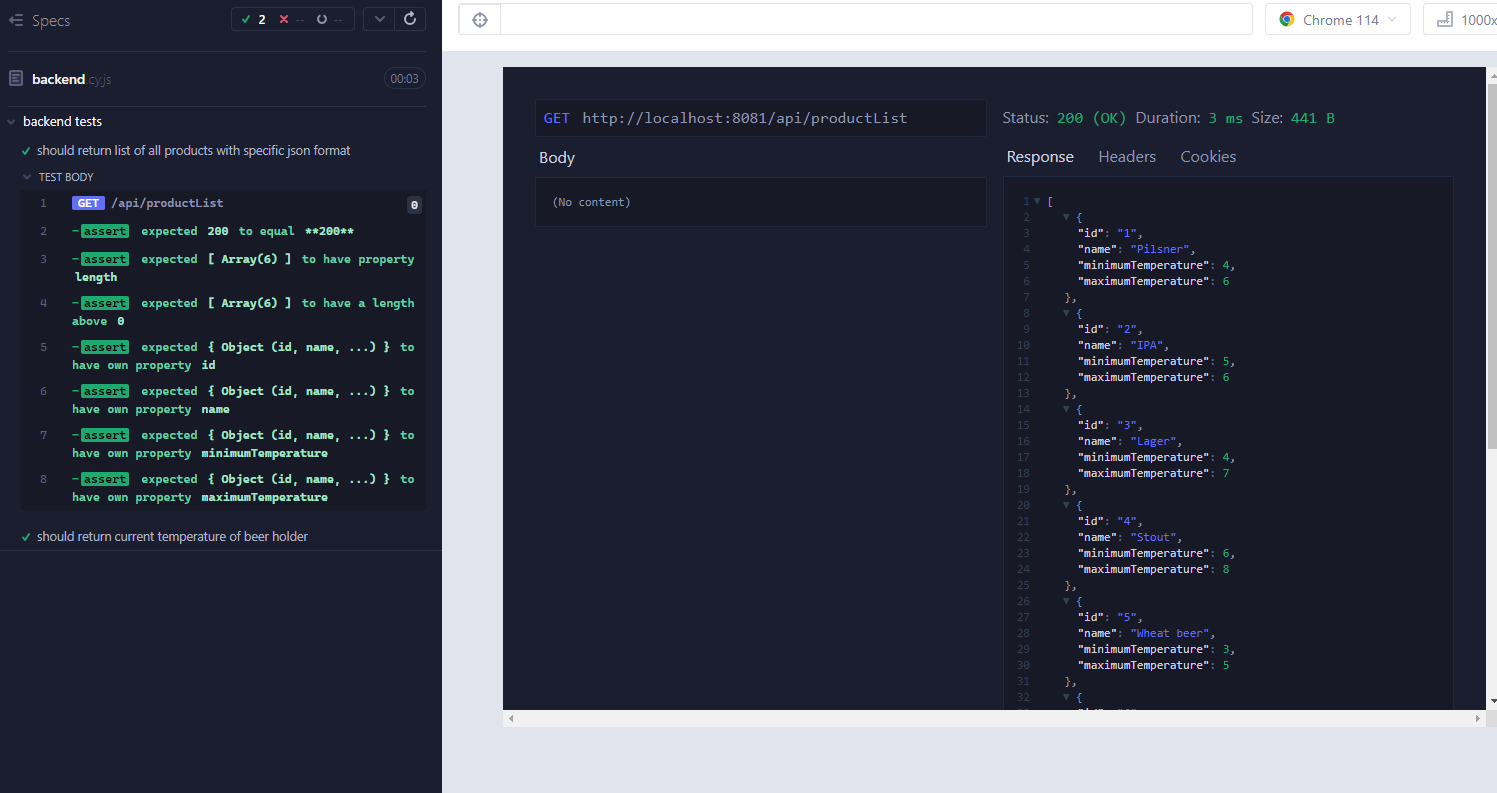 Specs
2 -- --
backend.cy.js 00:03
backend tests
should return list of all products with specific json format
TEST BODY
1 GET /api/productList 0
2 -assert expected 200 to equal **200**
3 -assert expected [ Array(6) ] to have property
length
4 -assert expected [ Array(6) ] to have a length
above 0
5 -assert expected { Object (id, name, ...) } to
have own property id
6 -assert expected { Object (id, name, ...) } to
have own property name
7 -assert expected { Object (id, name, ...) } to
have own property minimumTemperature
8 -assert expected { Object (id, name, ...) } to
have own property maximumTemperature
should return current temperature of beer holder
Chrome 114
1000x
GET http://localhost:8081/api/productList
Body
(No content)
Status: 200 (OK) Duration: 3 ms Size: 441 B
Response Headers Cookies
1 [
2 {
3 "id": "1",
4 "name": "Pilsner",
5 "minimumTemperature": 4,
6 "maximumTemperature": 6
7 },
8 {
9 "id": "2",
10 "name": "IPA",
11 "minimumTemperature": 5,
12 "maximumTemperature": 6
13 },
14 {
15 "id": "3",
16 "name": "Lager",
17 "minimumTemperature": 4,
18 "maximumTemperature": 7
19 },
20 {
21 "id": "4",
22 "name": "Stout",
23 "minimumTemperature": 6,
24 "maximumTemperature": 8
25 },
26 {
27 "id": "5",
28 "name": "Wheat beer",
29 "minimumTemperature": 3,
30 "maximumTemperature": 5
31 },
32 {